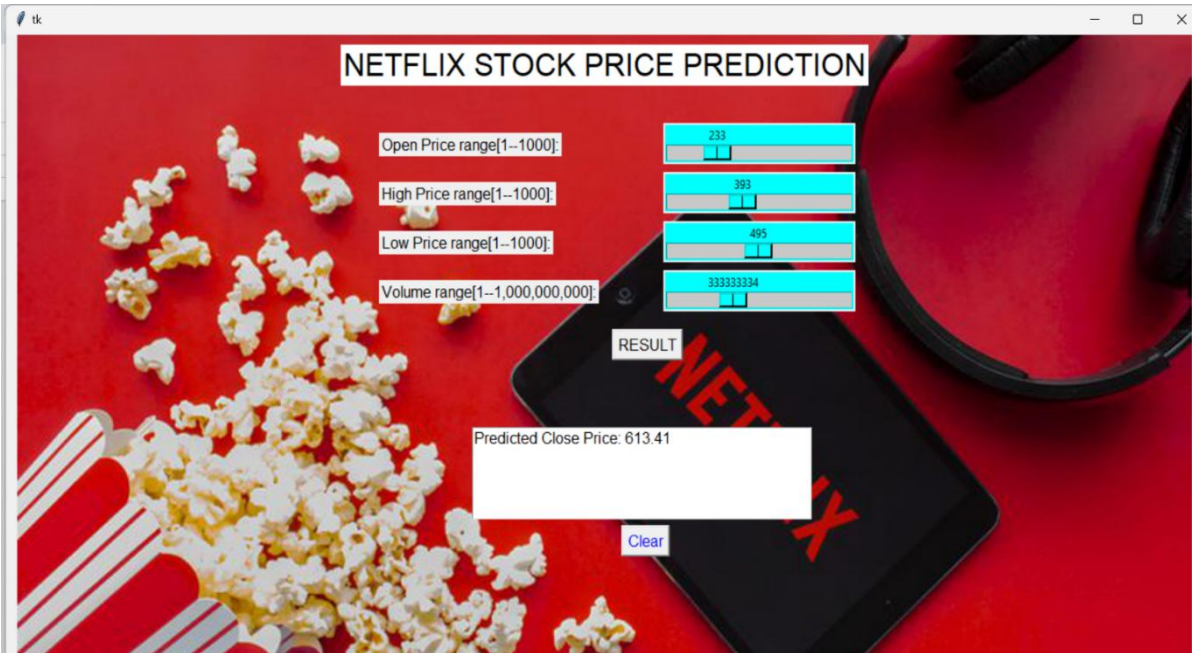 tk
NETFLIX STOCK PRICE PREDICTION
Open Price range[1--1000]:
233
High Price range[1--1000]:
393
Low Price range[1--1000]:
495
Volume range[1--1,000,000,000]:
333333334
RESULT
NETFLIX
Predicted Close Price: 613.41
Clear